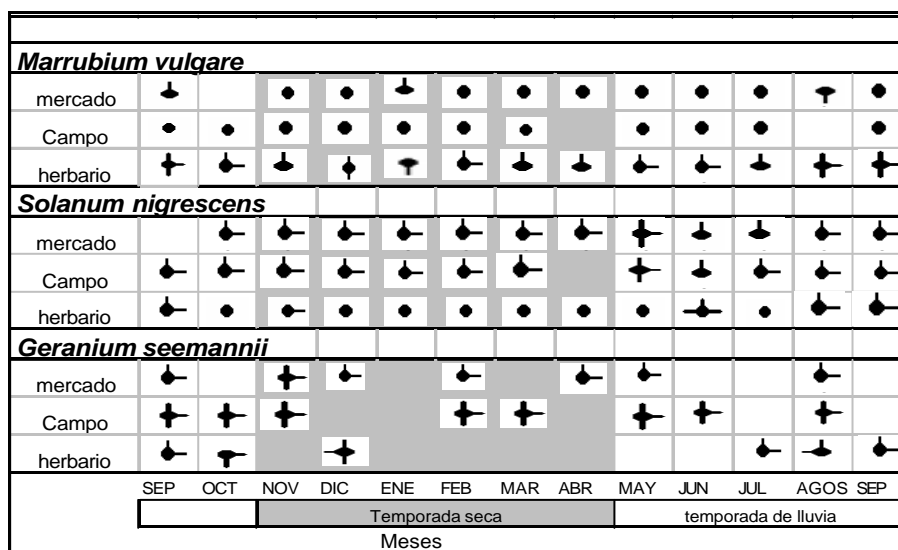 Marrubium vulgare
mercado
Campo
herbario
Solanum nigrescens
mercado
Campo
herbario
Geranium seemannii
mercado
Campo
herbario
SEP OCT NOV DIC ENE FEB MAR ABR MAY JUN JUL AGOS SEP
Temporada seca temporada de lluvia
Meses